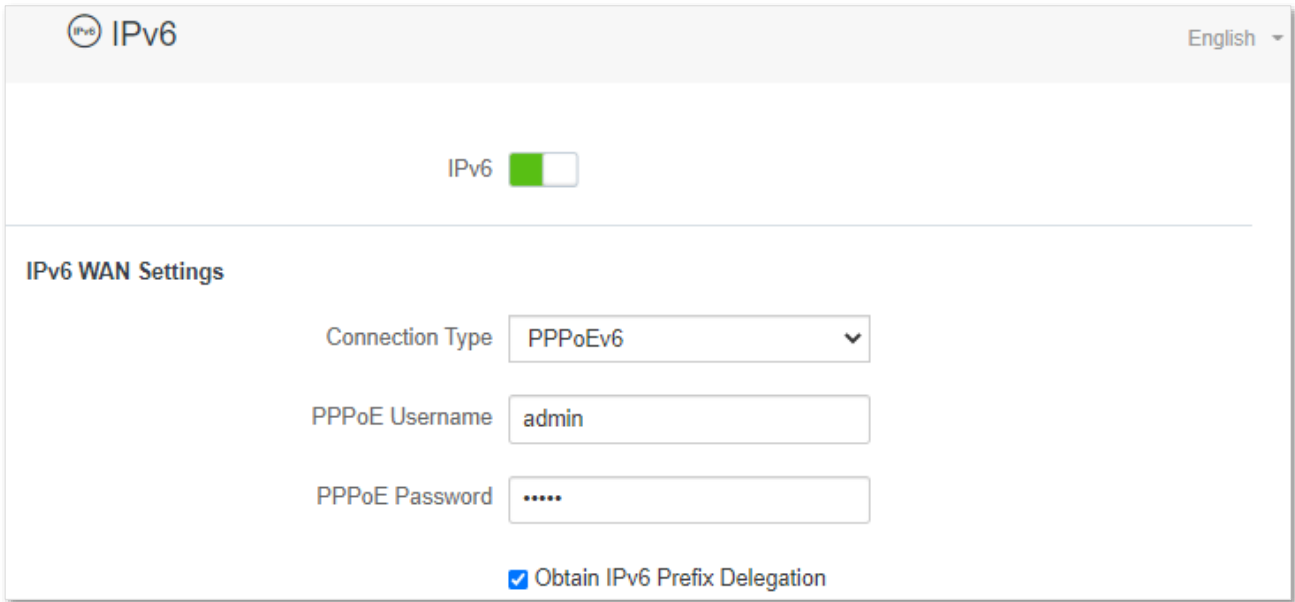 IPv6 IPv6
English
IPv6
IPv6 WAN Settings
Connection Type PPPoEv6
PPPoE Username admin
PPPoE Password •••••
Obtain IPv6 Prefix Delegation